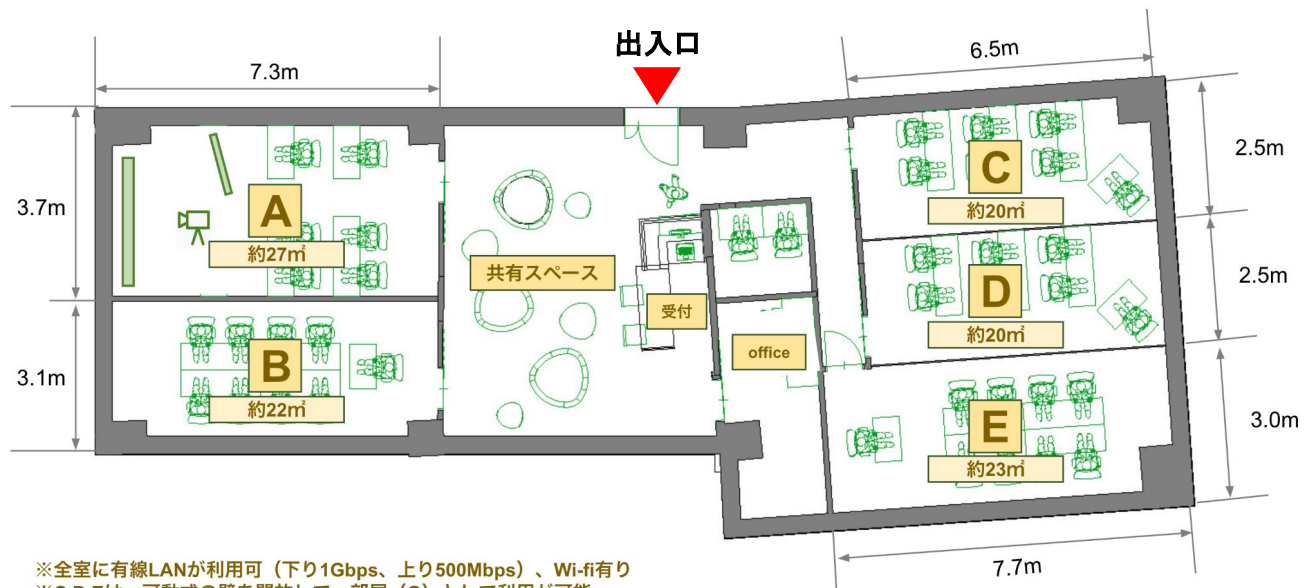 出入口
7.3m
6.5m
3.7m
3.1m
A
約27㎡
B
約22㎡
共有スペース
受付
office
C
約20㎡
D
約20㎡
E
約23㎡
2.5m
2.5m
3.0m
7.7m
※全室に有線LANが利用可（下り1Gbps、上り500Mbps）、Wi-fi有り